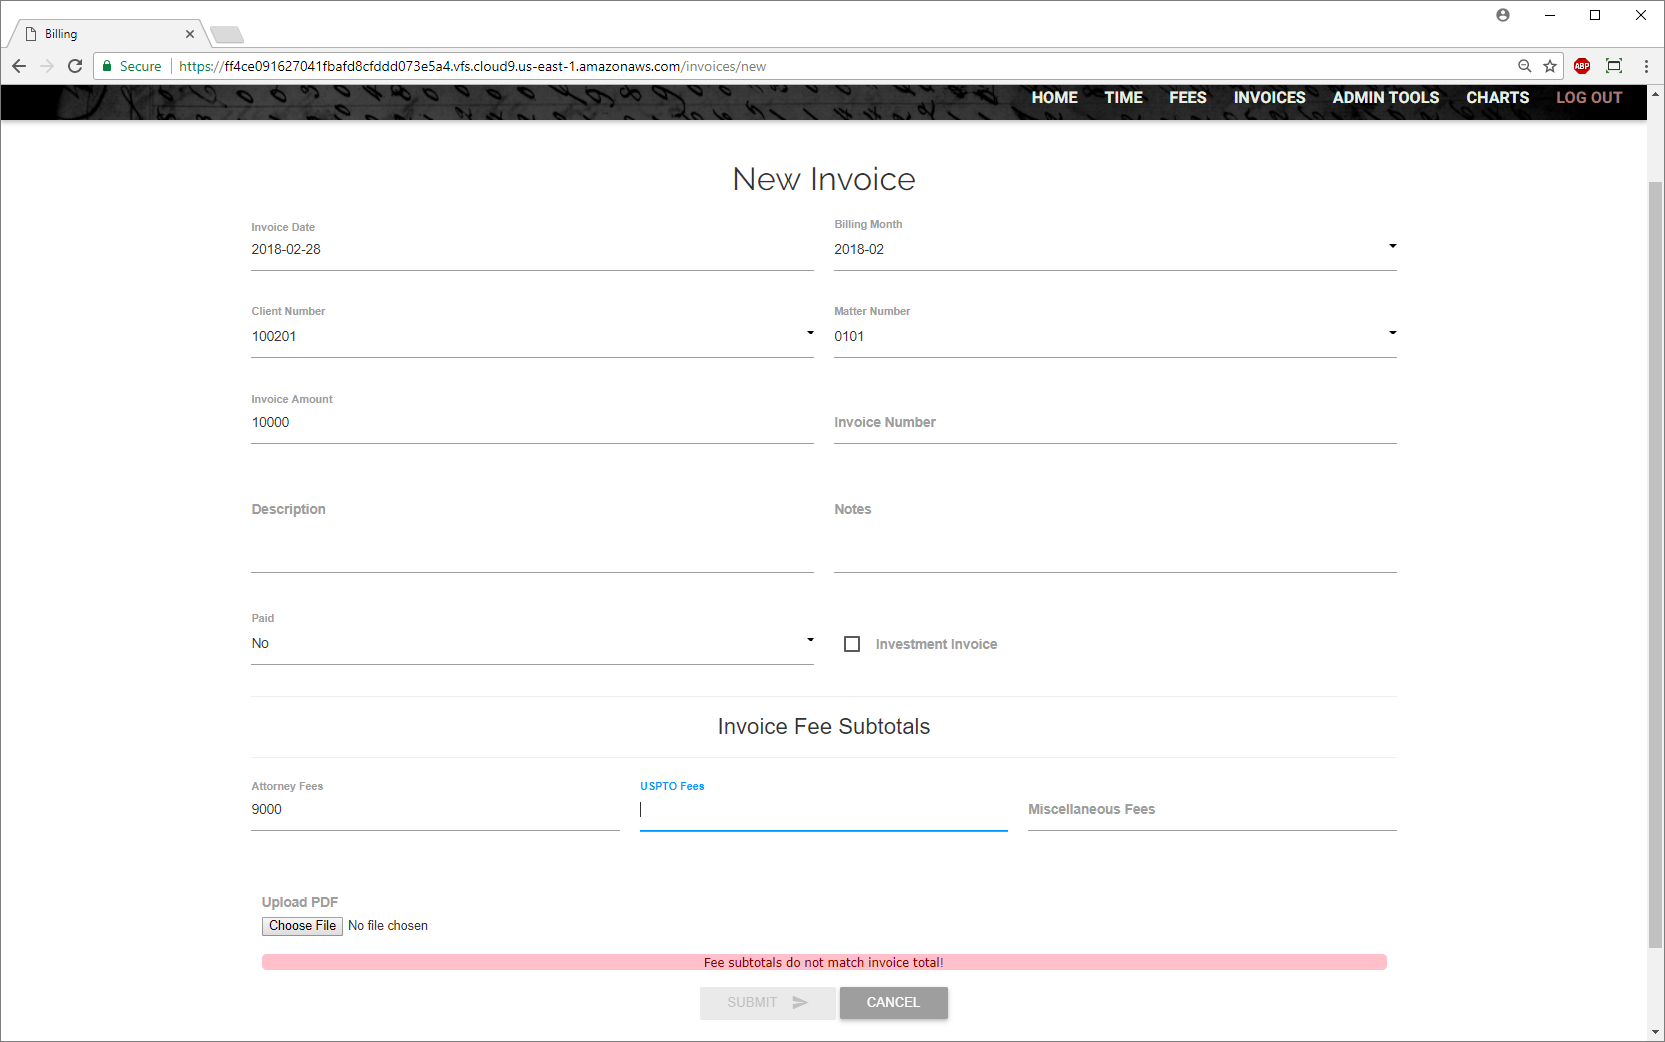 Billing
Secure https://ff4ce091627041fbafd8cfddd073e5a4.vfs.cloud9.us-east-1.amazonaws.com/invoices/new
ABP
HOME TIME FEES INVOICES ADMIN TOOLS CHARTS LOG OUT
New Invoice
Invoice Date Billing Month
2018-02-28 2018-02
Client Number Matter Number
100201 0101
Invoice Amount
10000 Invoice Number
Description Notes
Paid
No Investment Invoice
Invoice Fee Subtotals
Attorney Fees USPTO Fees
9000 Miscellaneous Fees
Upload PDF
Choose File No file chosen
Fee subtotals do not match invoice total!
SUBMIT CANCEL